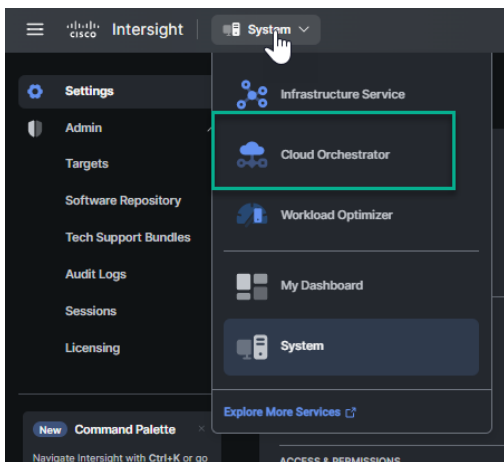 cisco Intersight
System
Settings
Admin
Targets
Software Repository
Tech Support Bundles
Audit Logs
Sessions
Licensing
New Command Palette
Navigate Intersight with Ctrl+K or go
Infrastructure Service
Cloud Orchestrator
Workload Optimizer
My Dashboard
System
Explore More Services
ACCESS & PERMISSIONS